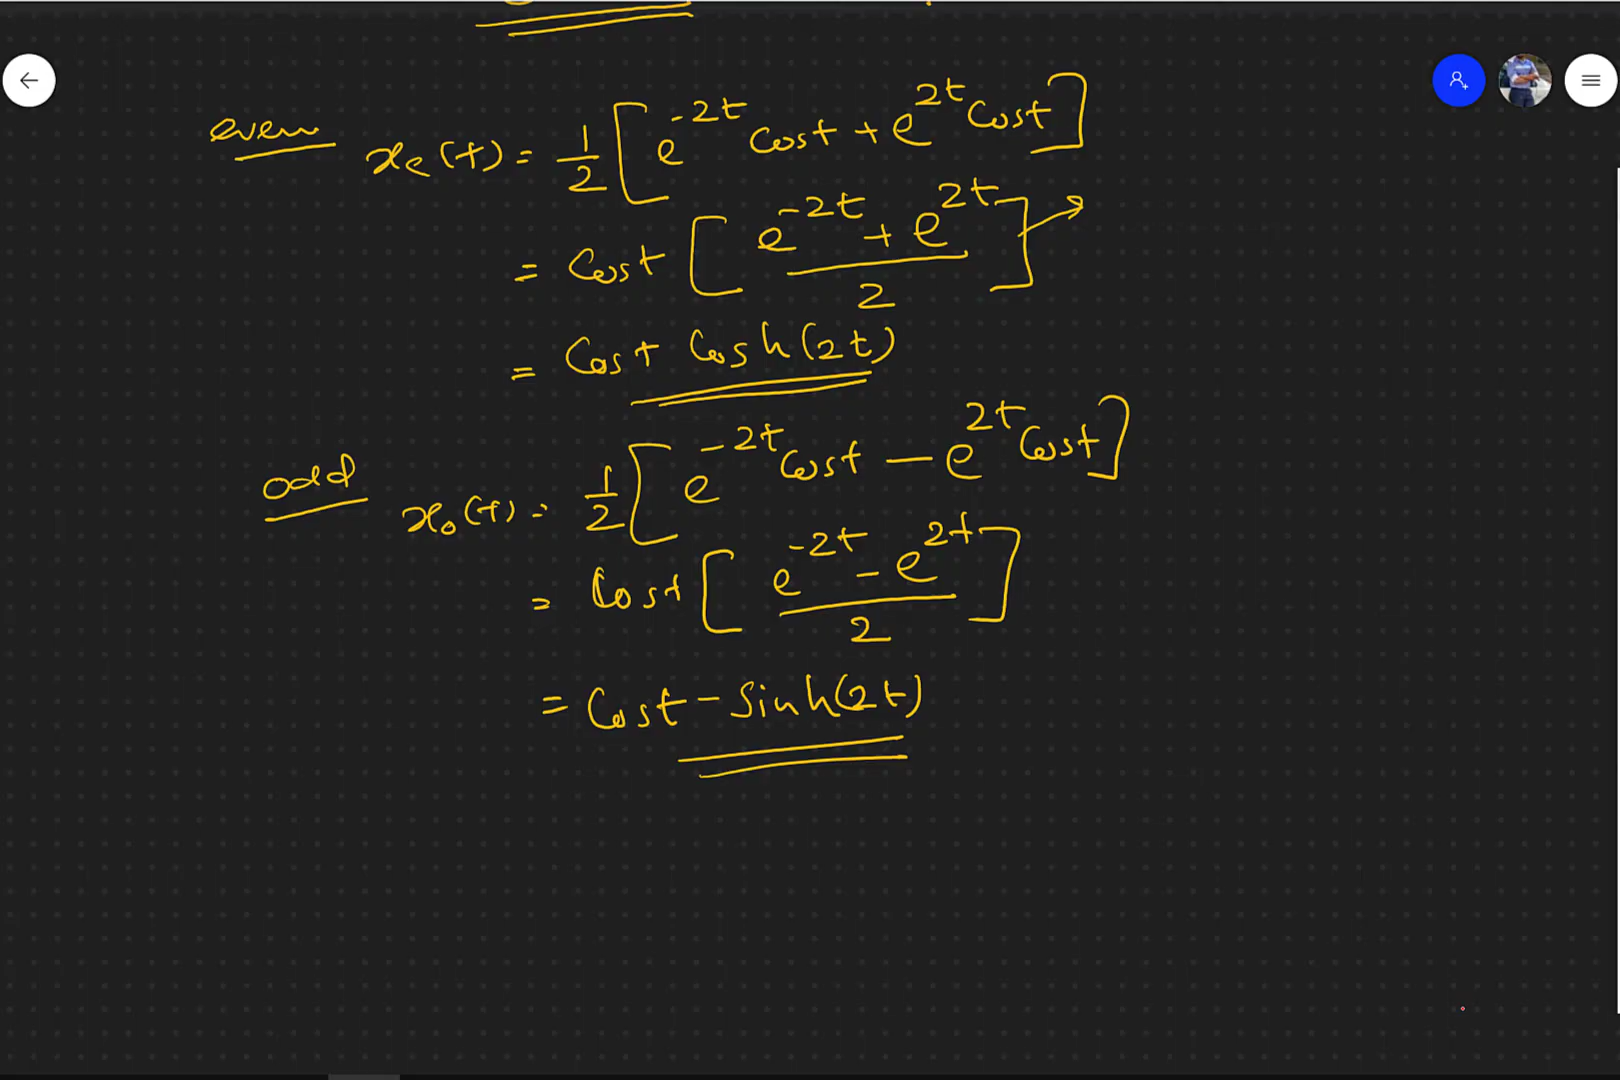 even xe(t) = 1/2 [e^-2t cost + e^2t cost]
= cost [ (e^-2t + e^2t) / 2 ]
= cost cosh(2t)
odd xo(t) = 1/2 [e^-2t cost - e^2t cost]
= cost [ (e^-2t - e^2t) / 2 ]
= cost - sinh(2t)